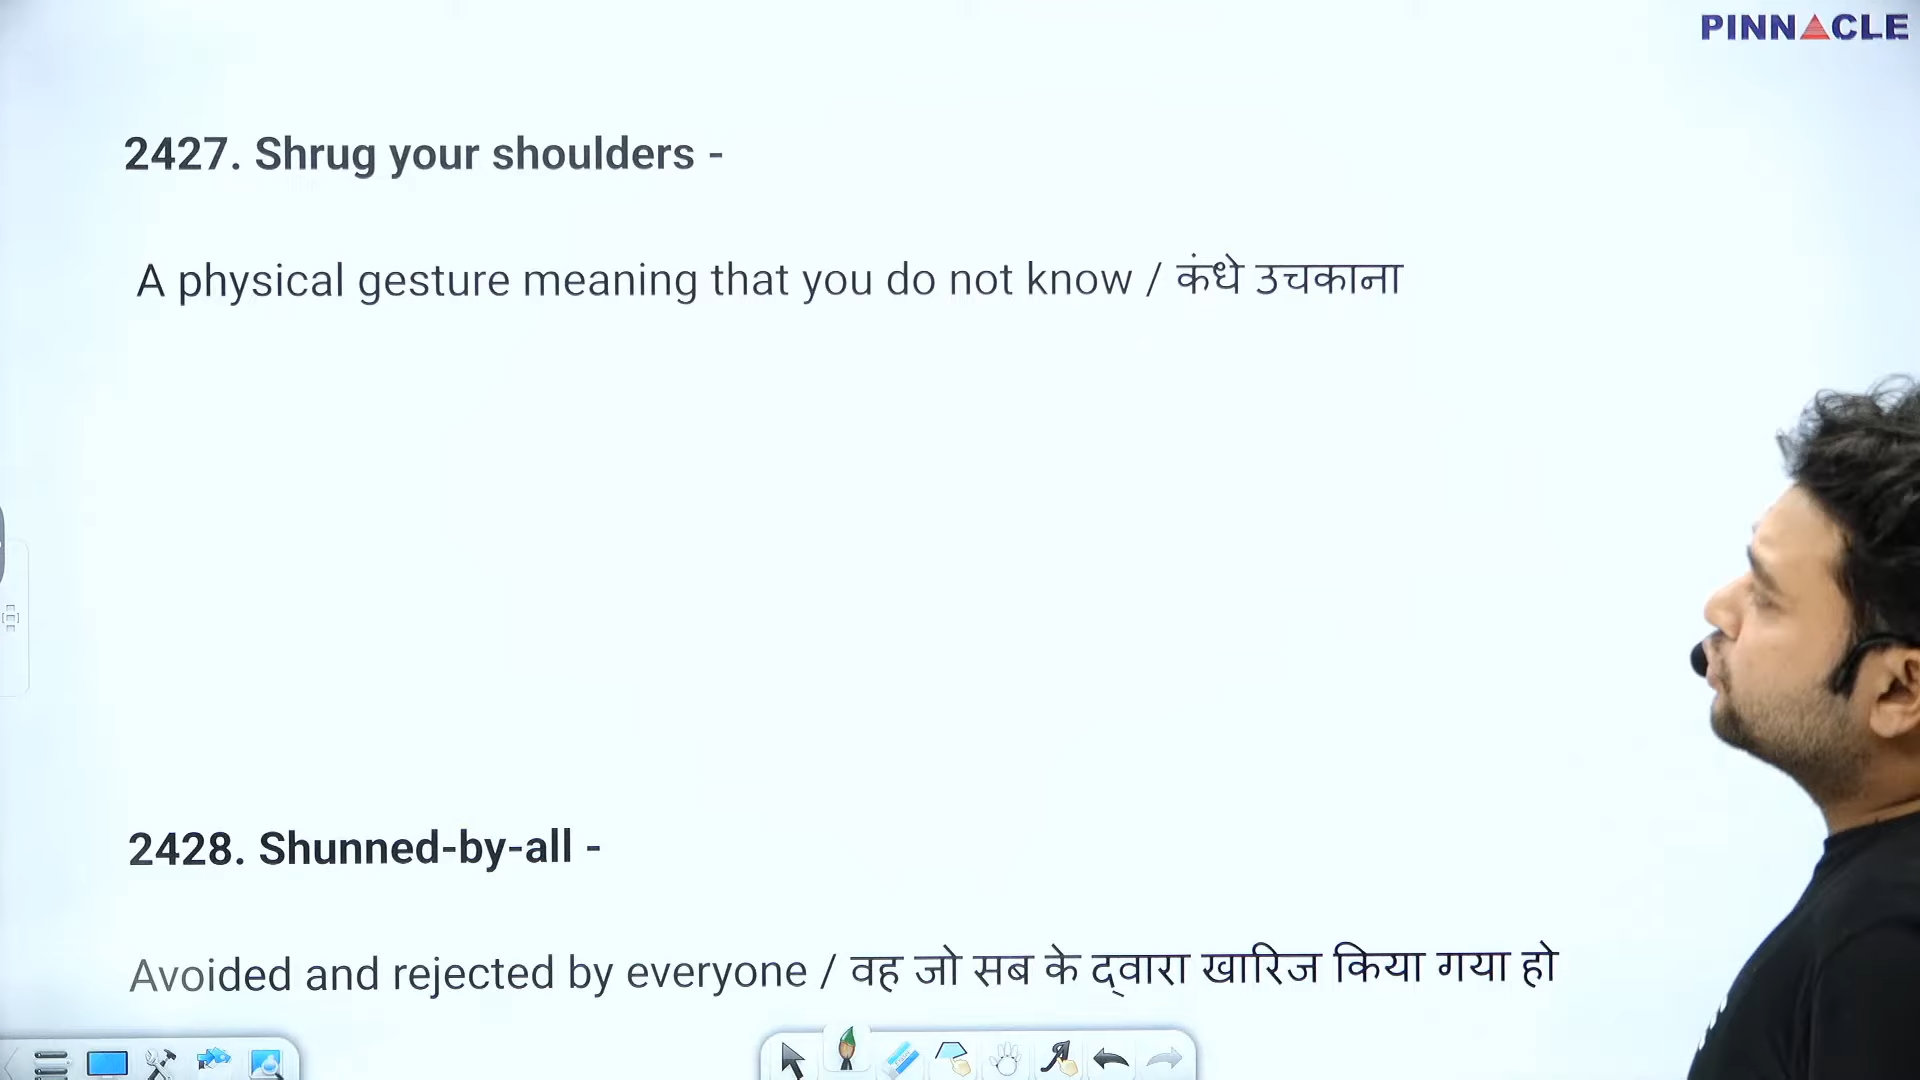 PINNACLE
2427. Shrug your shoulders -
A physical gesture meaning that you do not know / कंधे उचकाना
2428. Shunned-by-all -
Avoided and rejected by everyone / वह जो सब के द्वारा खारिज किया गया हो